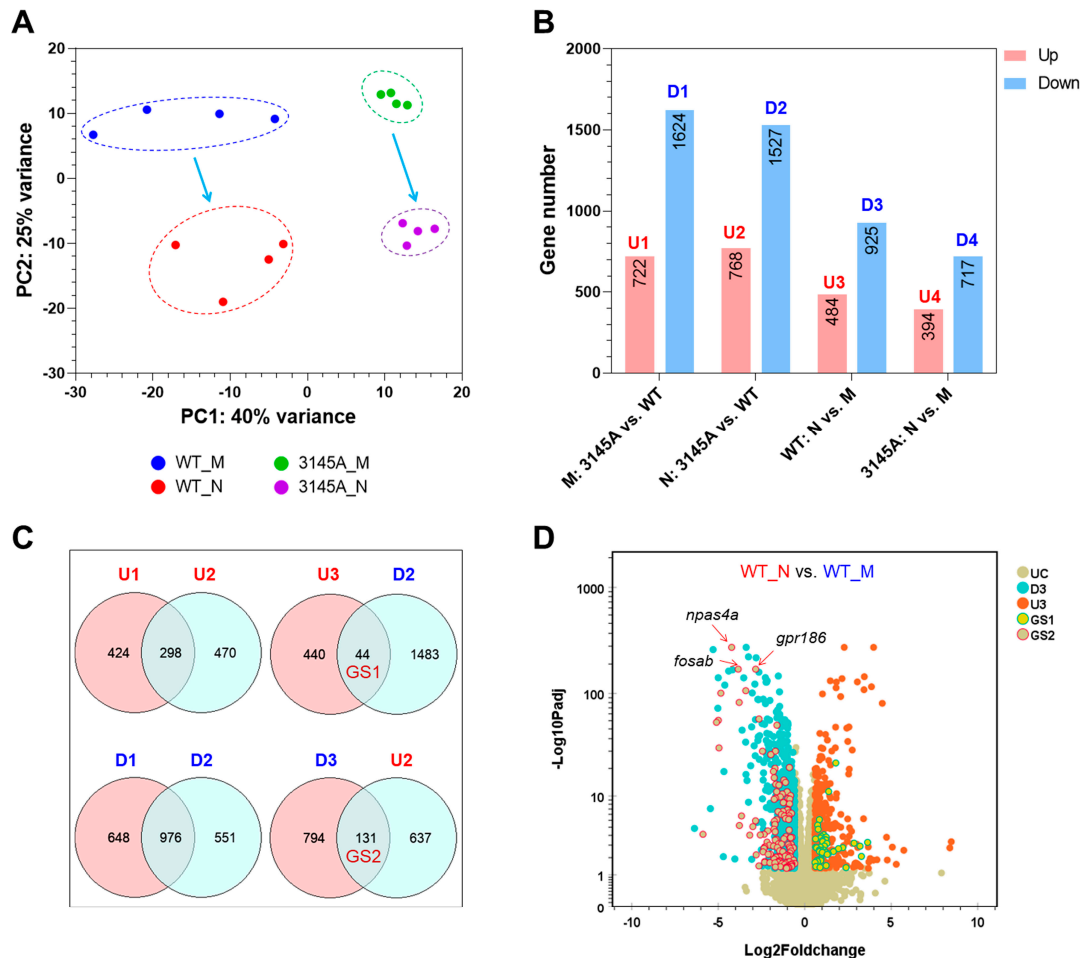 A
PC2: 25% variance
20
10
0
-10
-20
-30
-30
-20
-10
0
10
20
PC1: 40% variance
WT_M
3145A_M
WT_N
3145A_N
B
Gene number
2000
1500
1000
500
0
Up
Down
D1
1624
D2
1527
D3
925
D4
717
U1
722
U2
768
U3
484
U4
394
M: 3145A vs. WT
N: 3145A vs. WT
WT: N vs. M
3145A: N vs. M
C
U1
U2
424
298
470
U3
D2
440
44
1483
GS1
D1
D2
648
976
551
D3
U2
794
131
637
GS2
D
WT_N vs. WT_M
-Log10Padj
1000
100
10
1
0
npas4a
gpr186
fosab
-10
-5
0
5
10
Log2Foldchange
UC
D3
U3
GS1
GS2